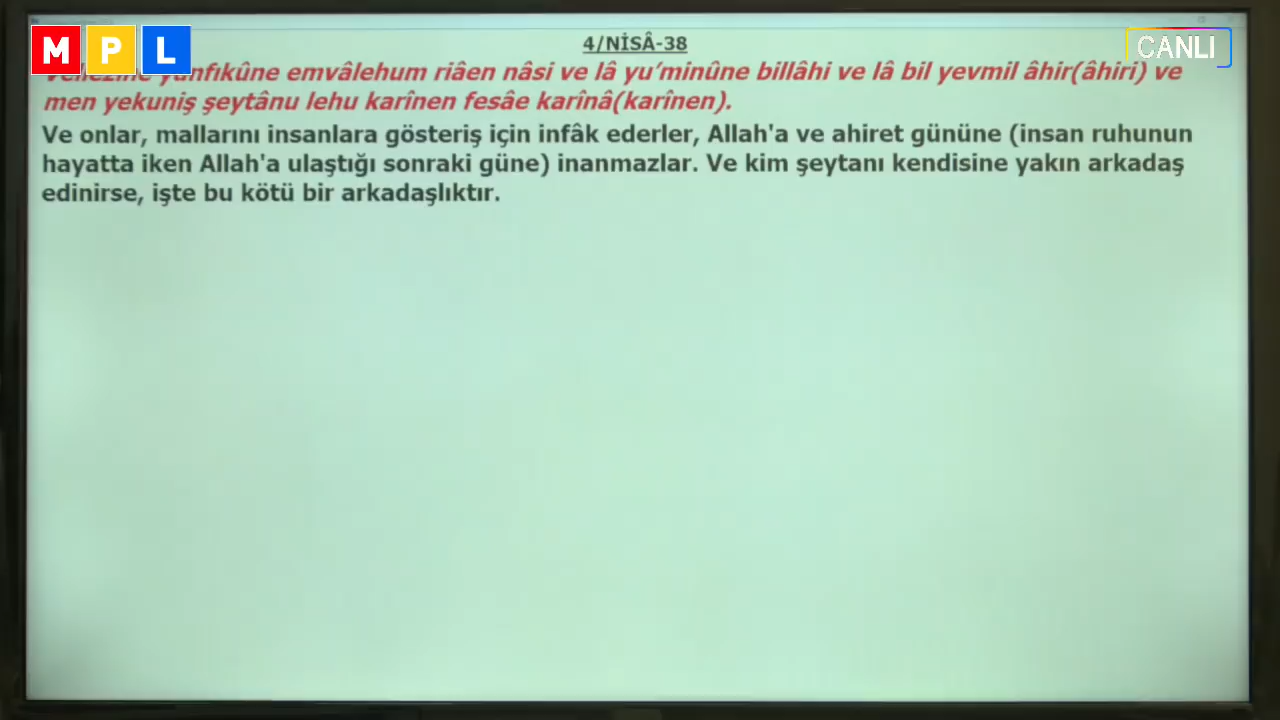 MPL
CANLI
4/NİSÂ-38
yunfıkûne emvâlehum riâen nâsi ve lâ yu’minûne billâhi ve lâ bil yevmil âhir(âhiri) ve
men yekuniş şeytânu lehu karînen fesâe karînâ(karînen).
Ve onlar, mallarını insanlara gösteriş için infâk ederler, Allah'a ve ahiret gününe (insan ruhunun
hayatta iken Allah'a ulaştığı sonraki güne) inanmazlar. Ve kim şeytanı kendisine yakın arkadaş
edinirse, işte bu kötü bir arkadaşlıktır.